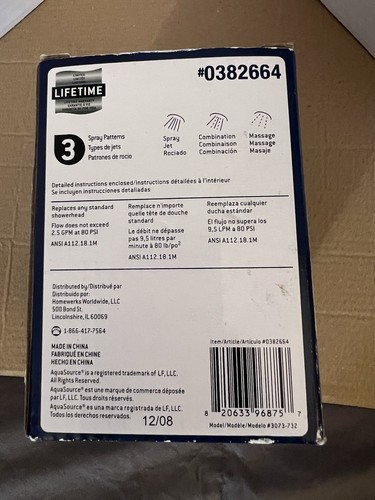 #0382664
LIMITED
LIFETIME
3
Spray Patterns
Types de jets
Patrones de rocío
Spray
Jet
Rociado
Combination
Combinaison
Combinación
Massage
Massage
Masaje
Detailed instructions enclosed/Instructions détailées à l'intérieur
Se incluyen instrucciones detalladas
Replaces any standard
showerhead
Flow does not exceed
2.5 GPM at 80 PSI
ANSI A112.18.1M
Remplace n'importe
quelle tête de douche
standard
Le débit ne dépasse
pas 9,5 litres par
minute à 80 lb/po²
ANSI A112.18.1M
Reemplaza cualquier
ducha estándar
El flujo no supera los
9,5 LPM a 80 PSI
ANSI A112.18.1M
Distributed by/Distribué par
Distribuido por:
Homewerks Worldwide, LLC
500 Bond St.
Lincolnshire, IL 60069
1-866-417-7564
MADE IN CHINA
FABRIQUÉ EN CHINE
HECHO EN CHINA
AquaSource® is a registered trademark of LF, LLC.
All Rights Reserved.
AquaSource® est une marque de commerce déposée
par LF, LLC. Tous droits réservés.
AquaSource® es una marca registrada de LF, LLC.
Todos los derechos reservados.
12/08
Item/Article/Artículo #0382664
8 20633 96875 7
Model/Modèle/Modelo #3073-732